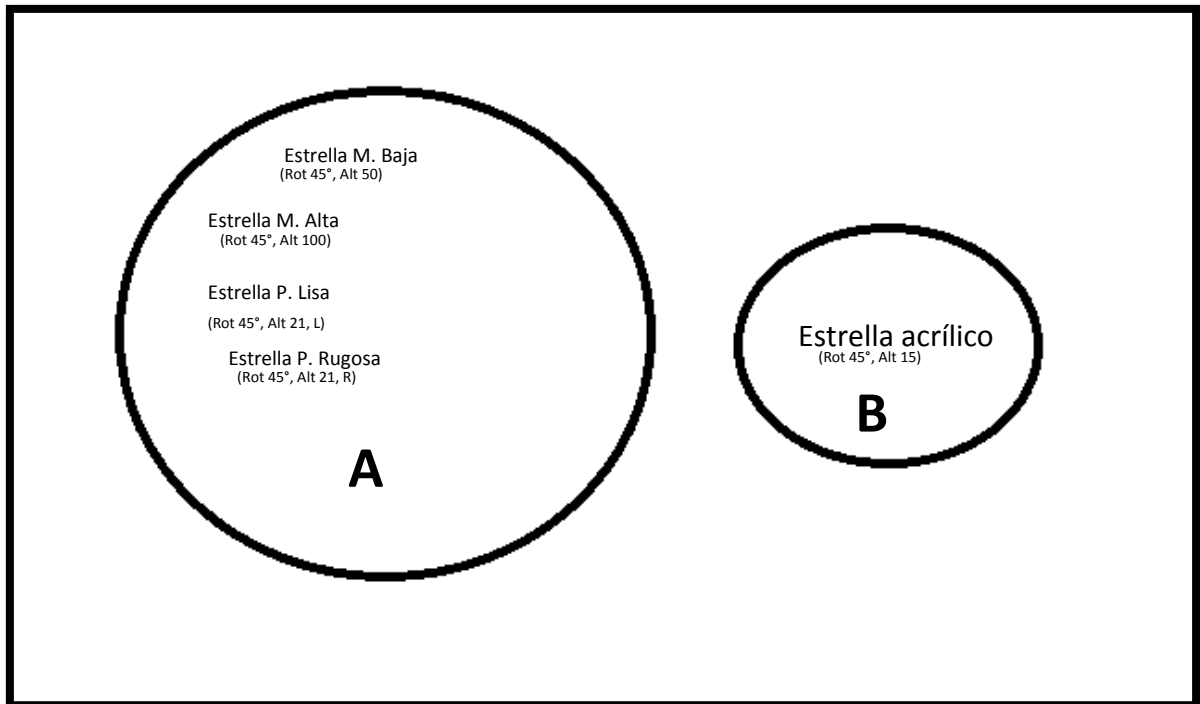 Estrella M. Baja
(Rot 45°, Alt 50)
Estrella M. Alta
(Rot 45°, Alt 100)
Estrella P. Lisa
(Rot 45°, Alt 21, L)
Estrella P. Rugosa
(Rot 45°, Alt 21, R)
A
Estrella acrílico
(Rot 45°, Alt 15)
B